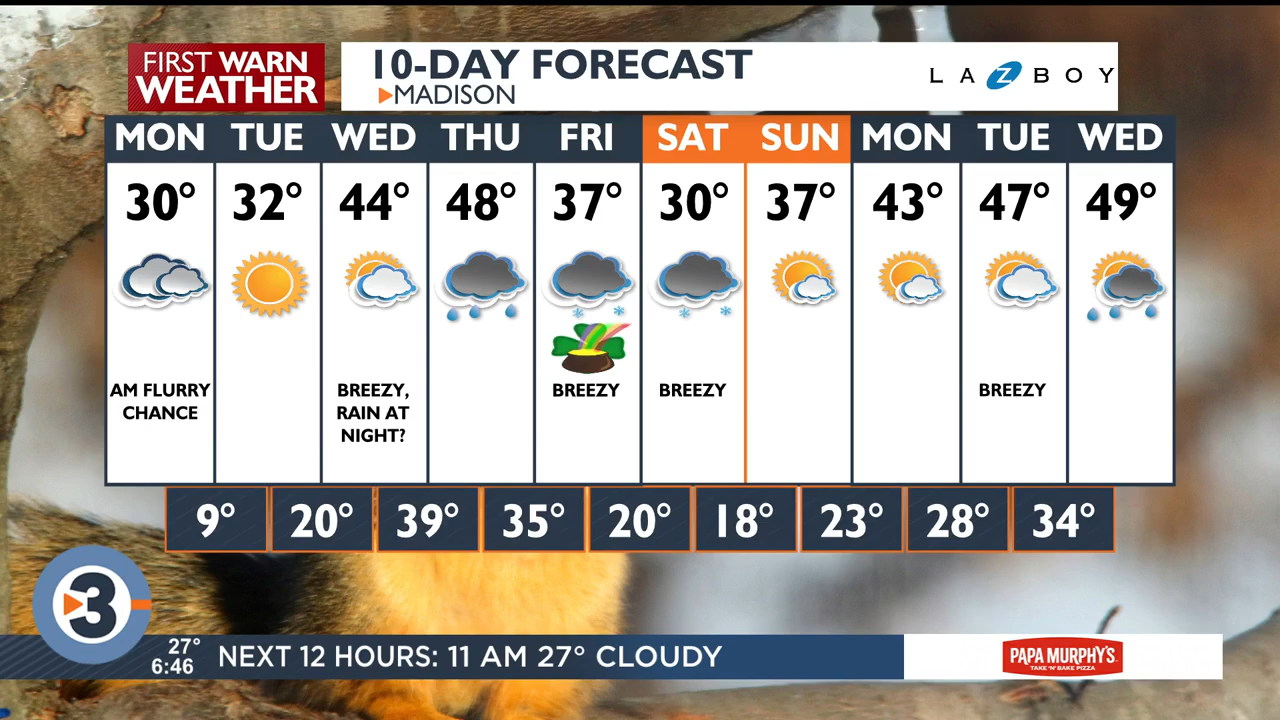 FIRST WARN
WEATHER
10-DAY FORECAST
MADISON
LA Z BOY
MON TUE WED THU FRI SAT SUN MON TUE WED
30° 32° 44° 48° 37° 30° 37° 43° 47° 49°
AM FLURRY
CHANCE
BREEZY,
RAIN AT
NIGHT?
BREEZY
BREEZY
BREEZY
9° 20° 39° 35° 20° 18° 23° 28° 34°
3
27°
6:46
NEXT 12 HOURS: 11 AM 27° CLOUDY
PAPA MURPHY'S
TAKE 'N' BAKE PIZZA